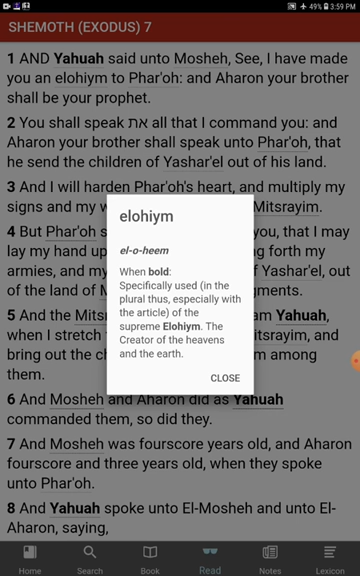 49% 3:59 PM
SHEMOTH (EXODUS) 7
1 AND Yahuah said unto Mosheh, See, I have made
you an elohiym to Phar'oh: and Aharon your brother
shall be your prophet.
2 You shall speak את all that I command you: and
Aharon your brother shall speak unto Phar'oh, that
he send the children of Yashar'el out of his land.
3 And I will harden Phar'oh's heart, and multiply my
signs and my w Mitsrayim.
4 But Phar'oh s you, that I may
lay my hand up ng forth my
armies, and my f Yashar'el, out
of the land of M gments.
5 And the Mitsr am Yahuah,
when I stretch itsrayim, and
bring out the ch m among
them.
6 And Mosheh and Aharon did as Yahuah
commanded them, so did they.
7 And Mosheh was fourscore years old, and Aharon
fourscore and three years old, when they spoke
unto Phar'oh.
8 And Yahuah spoke unto El-Mosheh and unto El-
Aharon, saying,
elohiym
el-o-heem
When bold:
Specifically used (in the
plural thus, especially with
the article) of the
supreme Elohiym. The
Creator of the heavens
and the earth.
CLOSE
Home Search Book Read Notes Lexicon